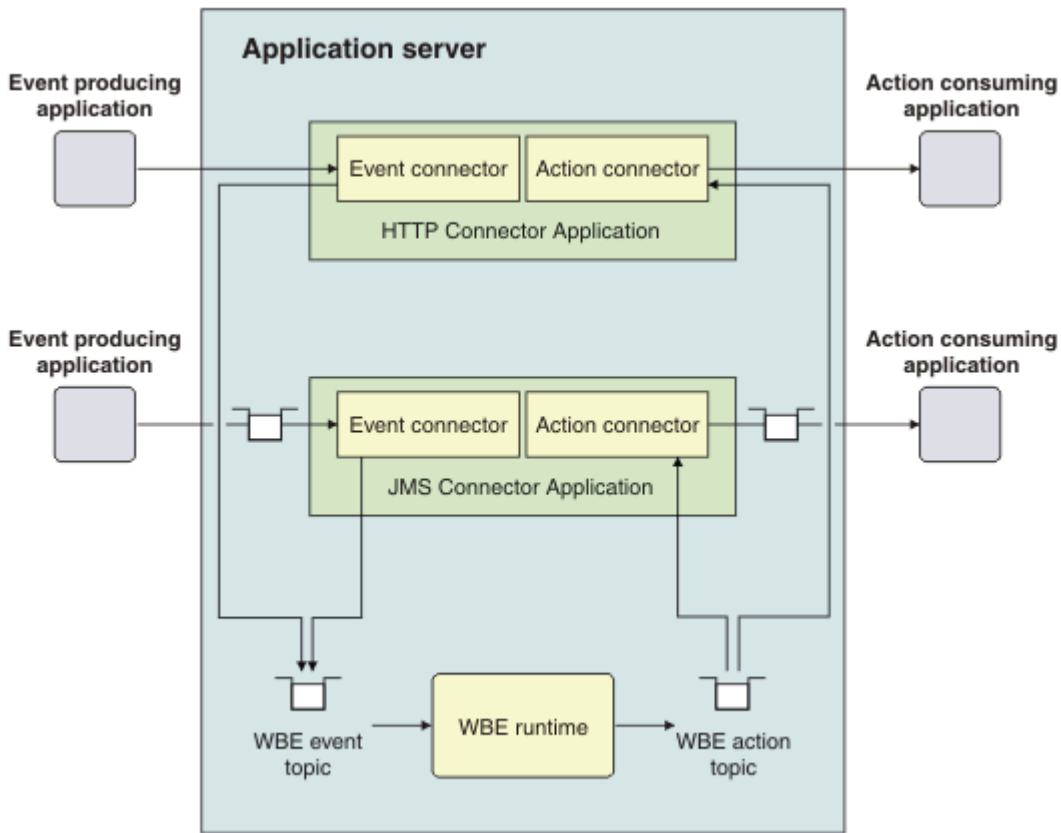 Application server
Event producing
application
Action consuming
application
Event connector
Action connector
HTTP Connector Application
Event producing
application
Action consuming
application
Event connector
Action connector
JMS Connector Application
WBE event
topic
WBE runtime
WBE action
topic